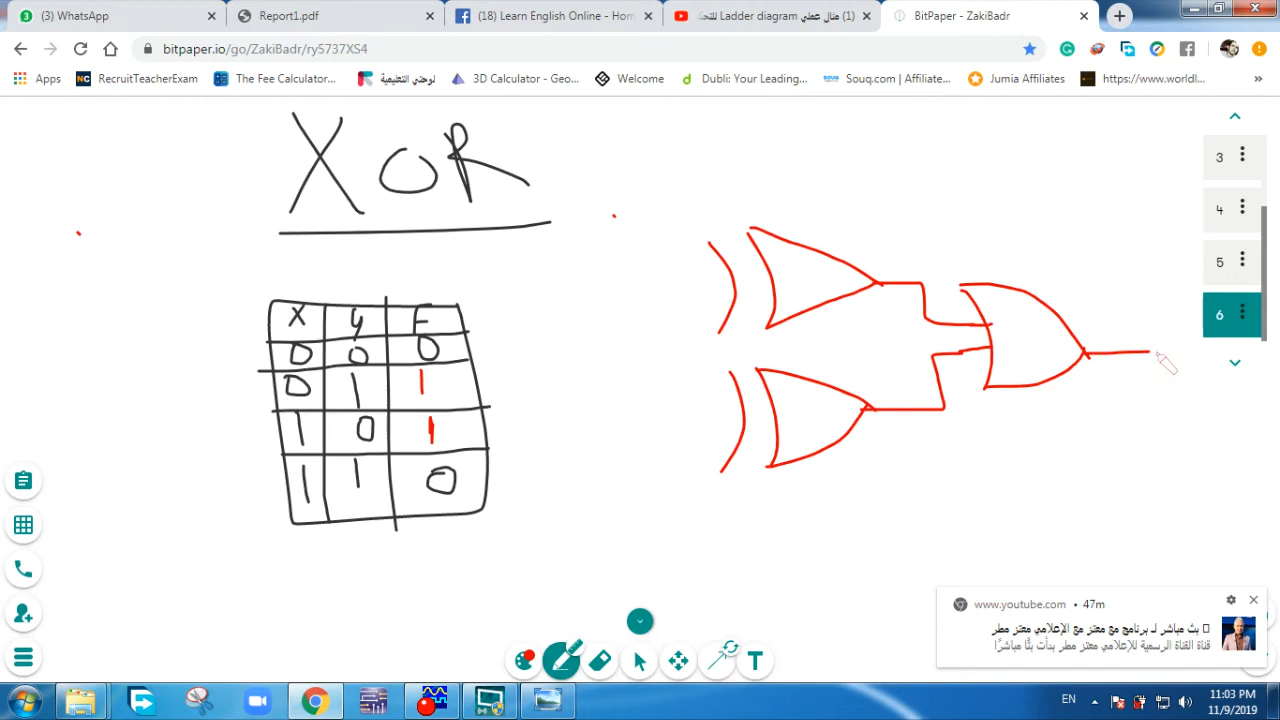 (3) WhatsApp
Report1.pdf
(18) Learn English Online - Hom
(1) مثال عملي Ladder diagram للتحك
BitPaper - ZakiBadr
bitpaper.io/go/ZakiBadr/ry5737XS4
Apps
RecruitTeacherExam
The Fee Calculator...
لوحتي التعليمية
3D Calculator - Geo...
Welcome
Dubli: Your Leading...
Souq.com | Affiliate...
Jumia Affiliates
https://www.worldl...
»
XOR
3
4
5
6
X y F
0 0 0
0 1 1
1 0 1
1 1 0
www.youtube.com • 47m
بث مباشر لـ برنامج مع معتز مع الإعلامي معتز مطر
قناة القناة الرسمية للإعلامي معتز مطر بدأت بثًا مباشرًا
T
EN
11:03 PM
11/9/2019